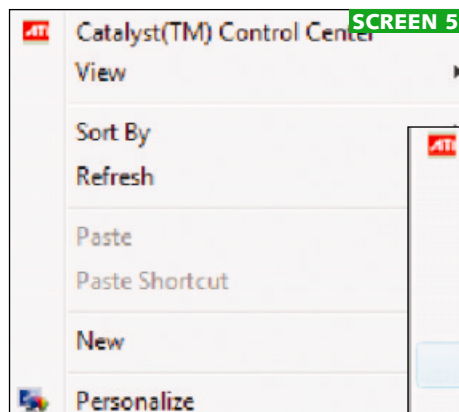 SCREEN 5
ATI Catalyst(TM) Control Center
View
Sort By
ATI
Refresh
Paste
Paste Shortcut
New
Personalize